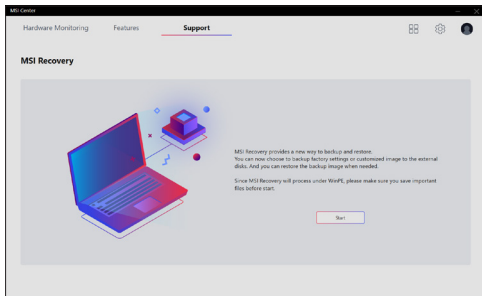 MSI Center
Hardware Monitoring Features Support
MSI Recovery
MSI Recovery provides a new way to backup and restore.
You can now choose to backup factory settings or customized image to the external
disks. And you can restore the backup image when needed.
Since MSI Recovery will process under WinPE, please make sure you save important
files before start.
Start